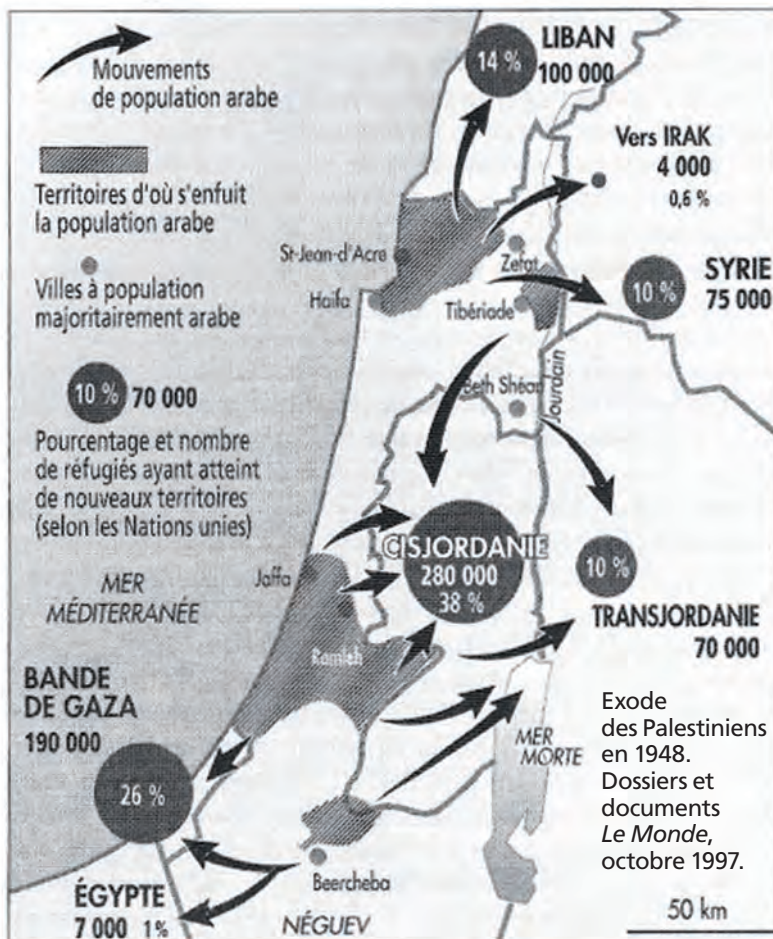 Mouvements
de population arabe
Territoires d'où s'enfuit
la population arabe
Villes à population
majoritairement arabe
10 % 70 000
Pourcentage et nombre
de réfugiés ayant atteint
de nouveaux territoires
(selon les Nations unies)
LIBAN
14 %
100 000
Vers IRAK
4 000
0,6 %
St-Jean-d'Acre
Zefat
SYRIE
10 %
75 000
Haïfa
Tibériade
Jourdain
Beth Shéan
CISJORDANIE
280 000
38 %
10 %
TRANSJORDANIE
70 000
Jaffa
MER
MÉDITERRANÉE
Ramleh
BANDE
DE GAZA
190 000
26 %
MER
MORTE
Exode
des Palestiniens
en 1948.
Dossiers et
documents
Le Monde,
octobre 1997.
Beercheba
ÉGYPTE
7 000 1%
NÉGUEV
50 km